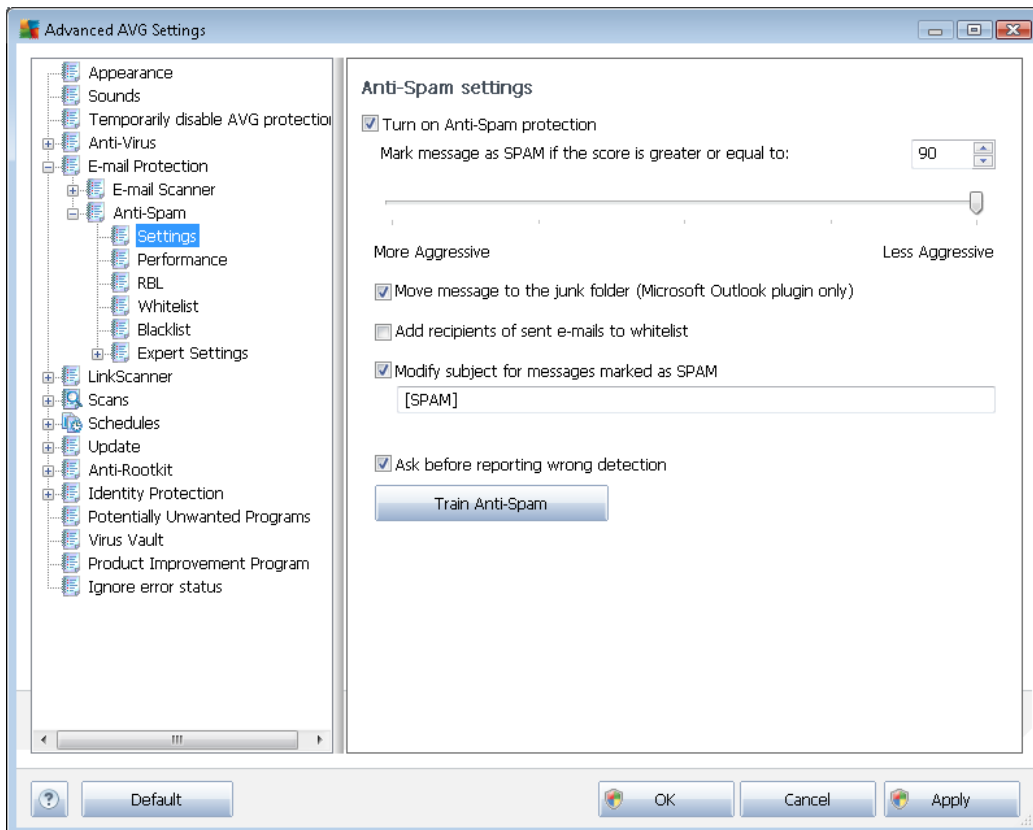 Advanced AVG Settings
Appearance
Sounds
Temporarily disable AVG protection
Anti-Virus
E-mail Protection
E-mail Scanner
Anti-Spam
Settings
Performance
RBL
Whitelist
Blacklist
Expert Settings
LinkScanner
Scans
Schedules
Update
Anti-Rootkit
Identity Protection
Potentially Unwanted Programs
Virus Vault
Product Improvement Program
Ignore error status
Anti-Spam settings
Turn on Anti-Spam protection
Mark message as SPAM if the score is greater or equal to: 90
More Aggressive Less Aggressive
Move message to the junk folder (Microsoft Outlook plugin only)
Add recipients of sent e-mails to whitelist
Modify subject for messages marked as SPAM
[SPAM]
Ask before reporting wrong detection
Train Anti-Spam
? Default OK Cancel Apply